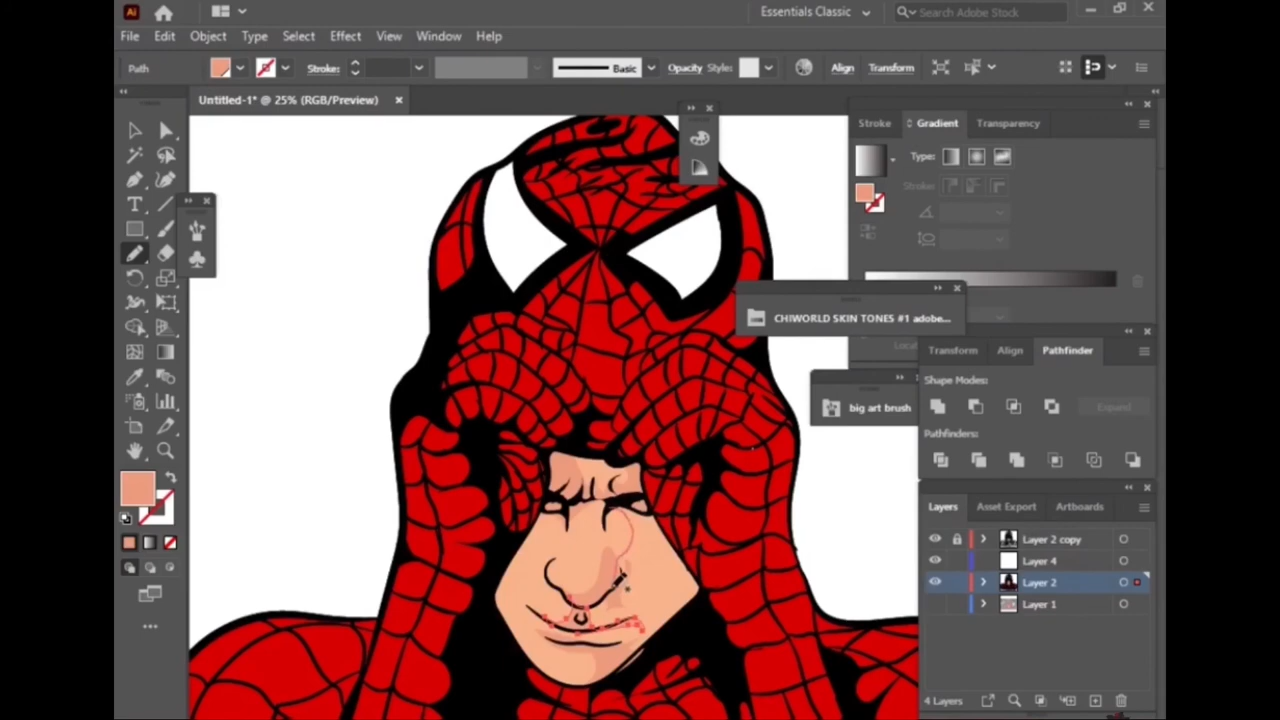 Ai
Essentials Classic
Search Adobe Stock
File Edit Object Type Select Effect View Window Help
Path
Stroke:
Basic
Opacity
Style:
Align
Transform
Untitled-1* @ 25% (RGB/Preview)
Stroke
Gradient
Transparency
Type:
Stroke:
CHIWORLD SKIN TONES #1 adobe...
Transform
Align
Pathfinder
Shape Modes:
big art brush
Expand
Pathfinders:
Layers
Asset Export
Artboards
Layer 2 copy
Layer 4
Layer 2
Layer 1
4 Layers